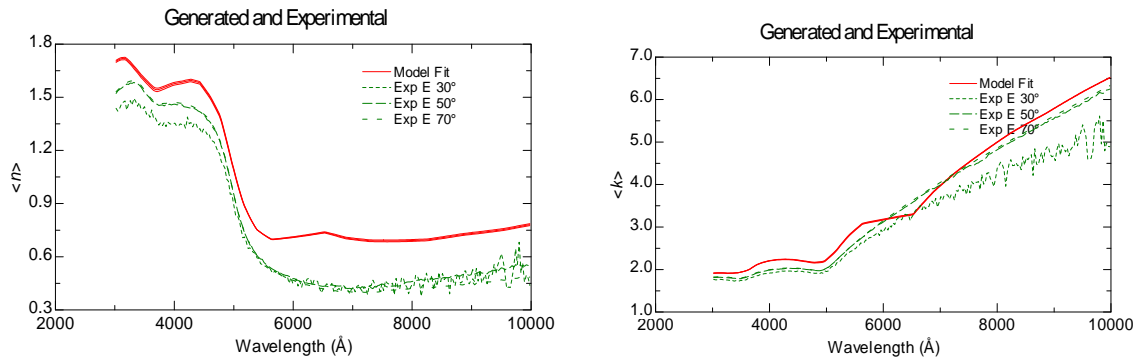 Generated and Experimental
1.8
1.5
1.2
0.9
0.6
0.3
<n>
Model Fit
Exp E 30°
Exp E 50°
Exp E 70°
2000
4000
6000
8000
10000
Wavelength (Å)
Generated and Experimental
7.0
6.0
5.0
4.0
3.0
2.0
1.0
<k>
Model Fit
Exp E 30°
Exp E 50°
Exp E 70°
2000
4000
6000
8000
10000
Wavelength (Å)